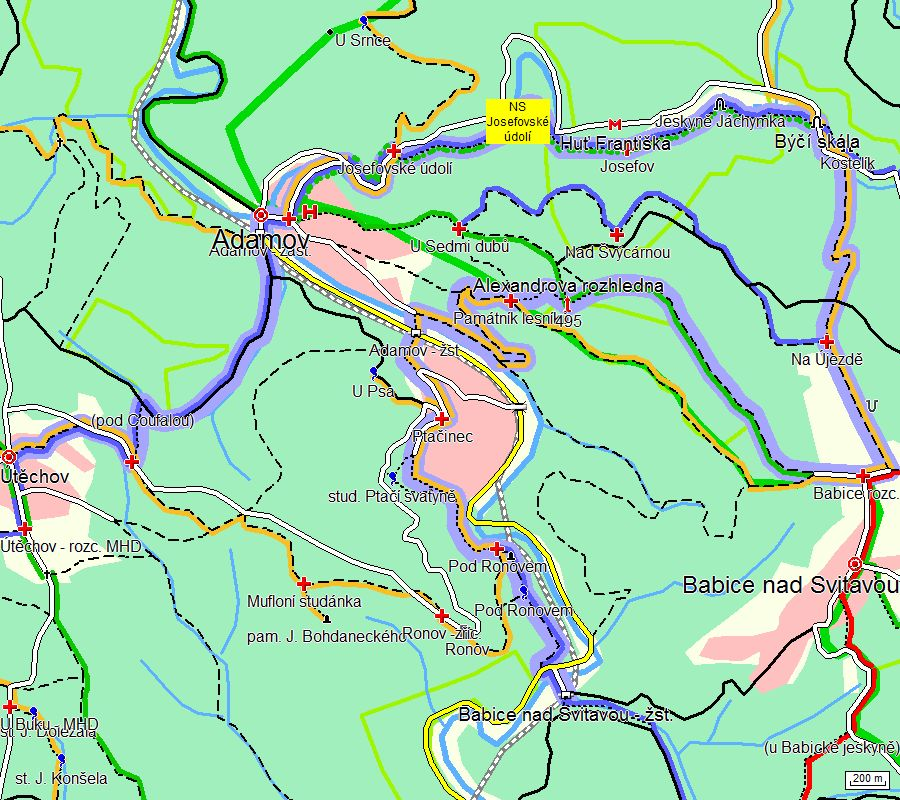 U Srnce
NS
Josefovské
údolí
Jeskyně Jáchymka
Huť Františka
Býčí skála
Kostelík
Josefov
Josefovské údolí
H
Adamov
Adamov - zast.
U Sedmi dubů
Nad Švýcárnou
Alexandrova rozhledna
Památník lesníků
495
Na Újezdě
Adamov - žst.
U Psa
(pod Coufalou)
Ptačinec
Útěchov
Babice rozc.
stud. Ptačí svatyně
Útěchov - rozc. MHD
Pod Ronovem
Babice nad Svitavou
Mufloní studánka
Pod Ronovem
pam. J. Bohdaneckého
Ronov - zříc.
Ronov
U Buku - MHD
st. J. Doležala
Babice nad Svitavou - žst.
(u Babické jeskyně)
st. J. Konšela
200 m